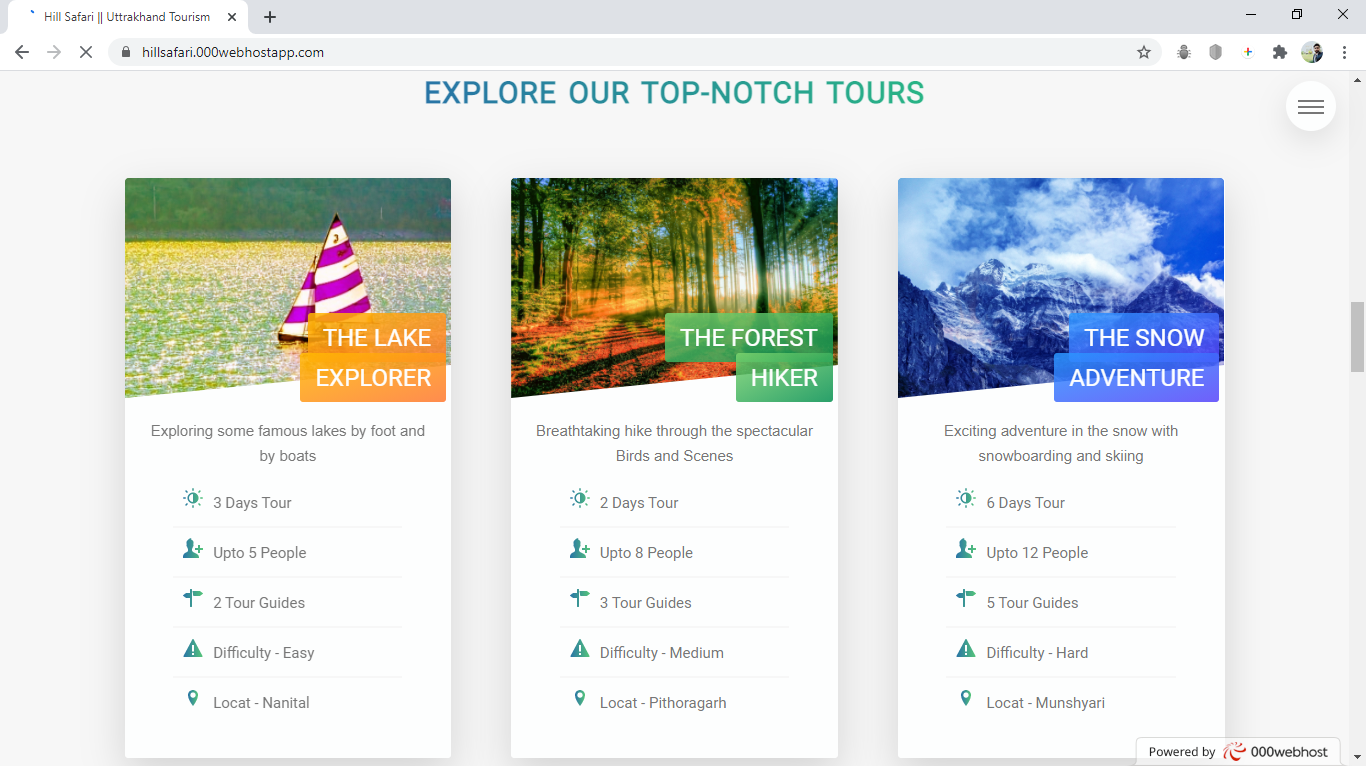 Hill Safari || Uttrakhand Tourism
hillsafari.000webhostapp.com
EXPLORE OUR TOP-NOTCH TOURS
THE LAKE
EXPLORER
Exploring some famous lakes by foot and
by boats
3 Days Tour
Upto 5 People
2 Tour Guides
Difficulty - Easy
Locat - Nanital
THE FOREST
HIKER
Breathtaking hike through the spectacular
Birds and Scenes
2 Days Tour
Upto 8 People
3 Tour Guides
Difficulty - Medium
Locat - Pithoragarh
THE SNOW
ADVENTURE
Exciting adventure in the snow with
snowboarding and skiing
6 Days Tour
Upto 12 People
5 Tour Guides
Difficulty - Hard
Locat - Munshyari
Powered by 000webhost